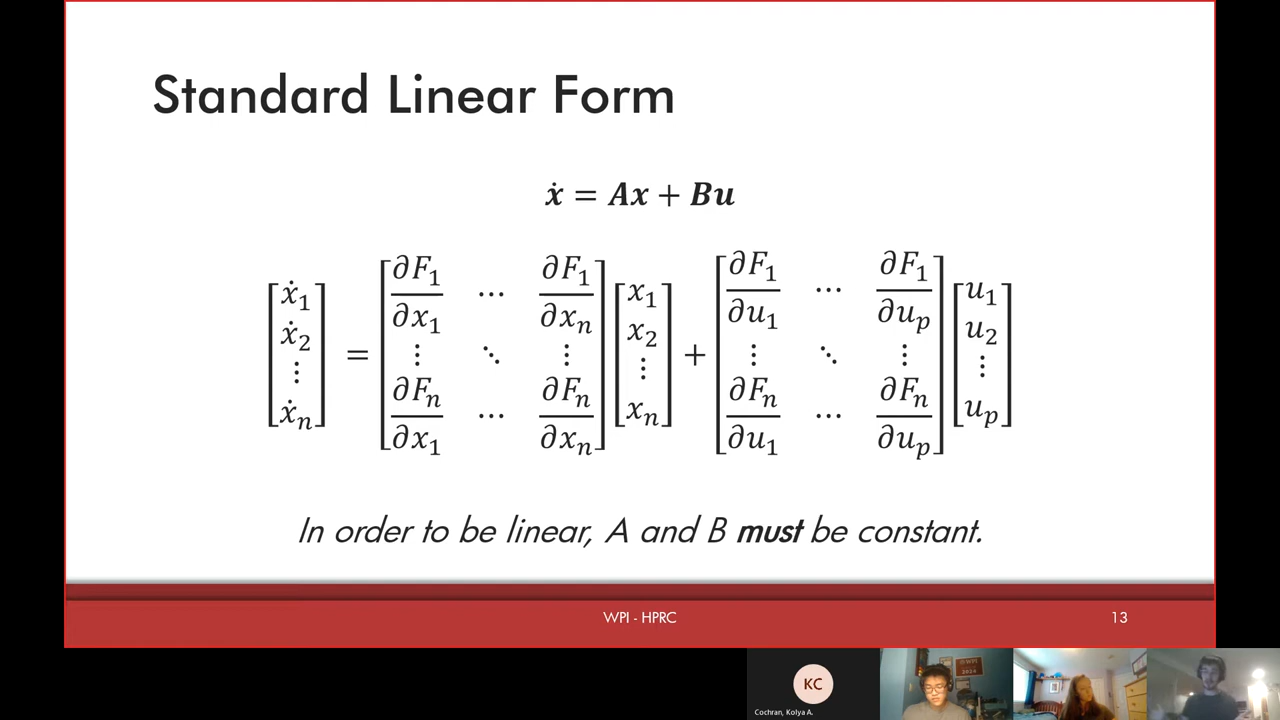 Standard Linear Form
ẋ = Ax + Bu
[ẋ₁ ẋ₂ ⋮ ẋₙ] = [∂F₁/∂x₁ ⋯ ∂F₁/∂xₙ ⋮ ⋱ ⋮ ∂Fₙ/∂x₁ ⋯ ∂Fₙ/∂xₙ] [x₁ x₂ ⋮ xₙ] + [∂F₁/∂u₁ ⋯ ∂F₁/∂uₚ ⋮ ⋱ ⋮ ∂Fₙ/∂u₁ ⋯ ∂Fₙ/∂uₚ] [u₁ u₂ ⋮ uₚ]
In order to be linear, A and B must be constant.
WPI - HPRC
13
KC
Cochran, Kolya A.